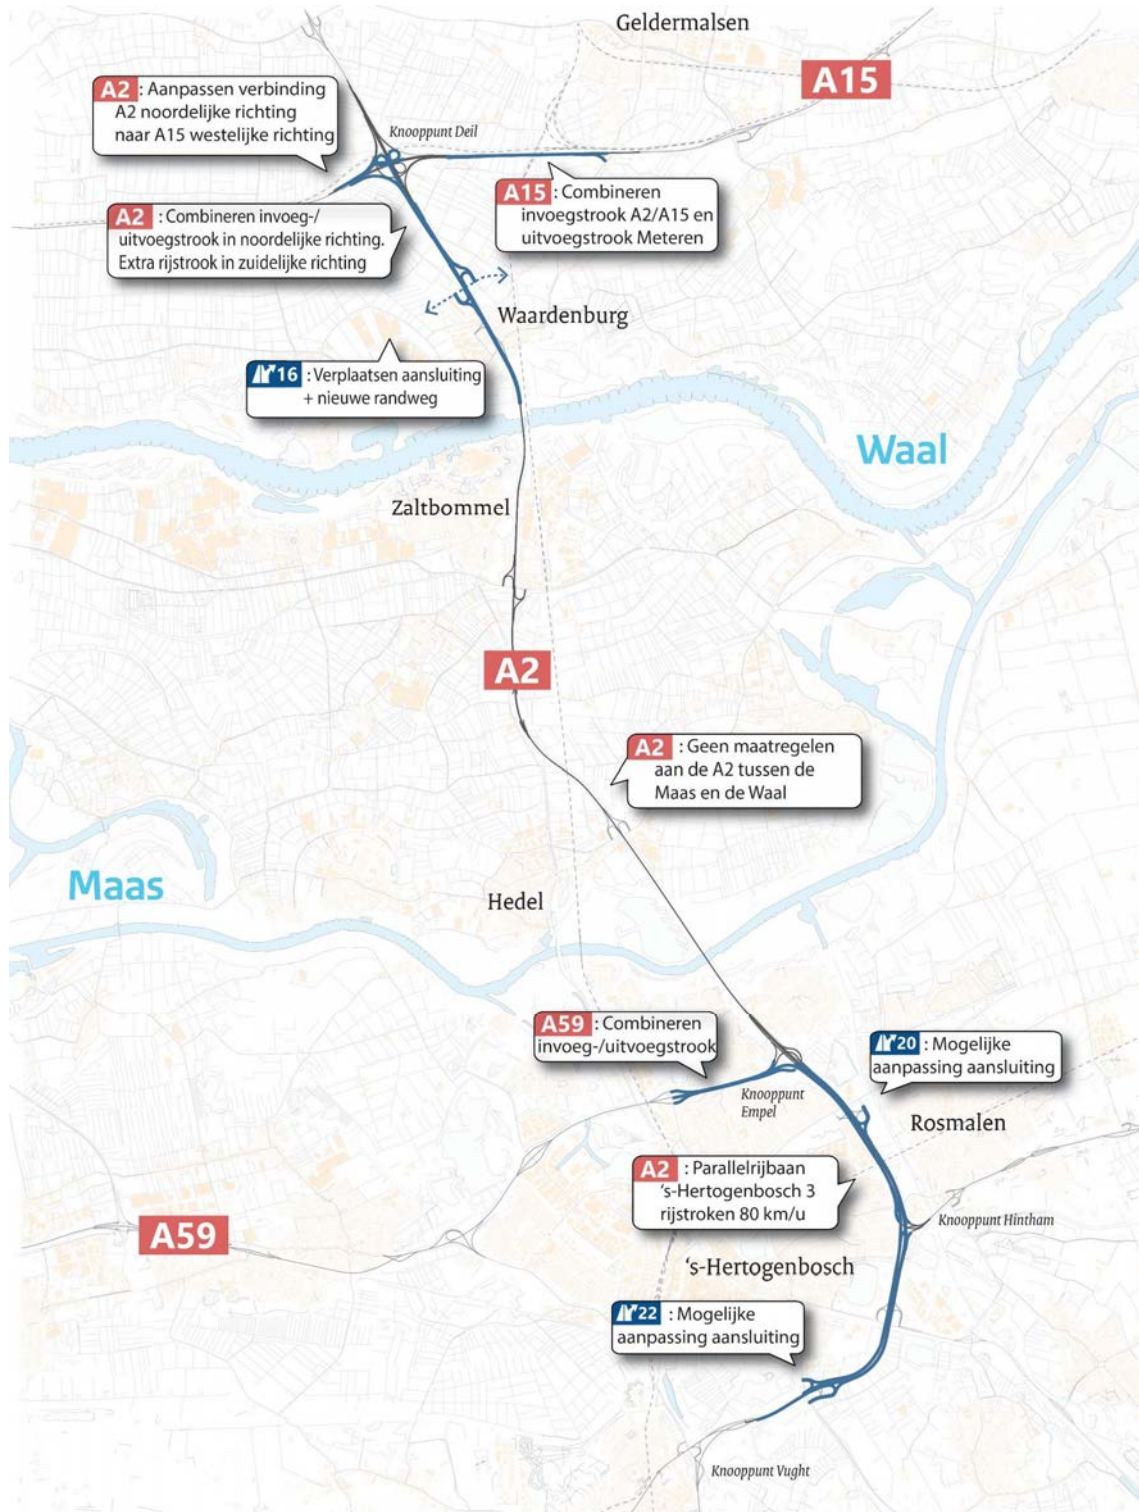 Geldermalsen
A15
A2 : Aanpassen verbinding
A2 noordelijke richting
naar A15 westelijke richting
Knooppunt Deil
A15 : Combineren
invoegstrook A2/A15 en
uitvoegstrook Meteren
A2 : Combineren invoeg-/
uitvoegstrook in noordelijke richting.
Extra rijstrook in zuidelijke richting
Waardenburg
16 : Verplaatsen aansluiting
+ nieuwe randweg
Waal
Zaltbommel
A2
A2 : Geen maatregelen
aan de A2 tussen de
Maas en de Waal
Maas
Hedel
A59 : Combineren
invoeg-/uitvoegstrook
20 : Mogelijke
aanpassing aansluiting
Knooppunt
Empel
Rosmalen
A2 : Parallelrijbaan
‘s-Hertogenbosch 3
rijstroken 80 km/u
Knooppunt Hintham
A59
‘s-Hertogenbosch
22 : Mogelijke
aanpassing aansluiting
Knooppunt Vught